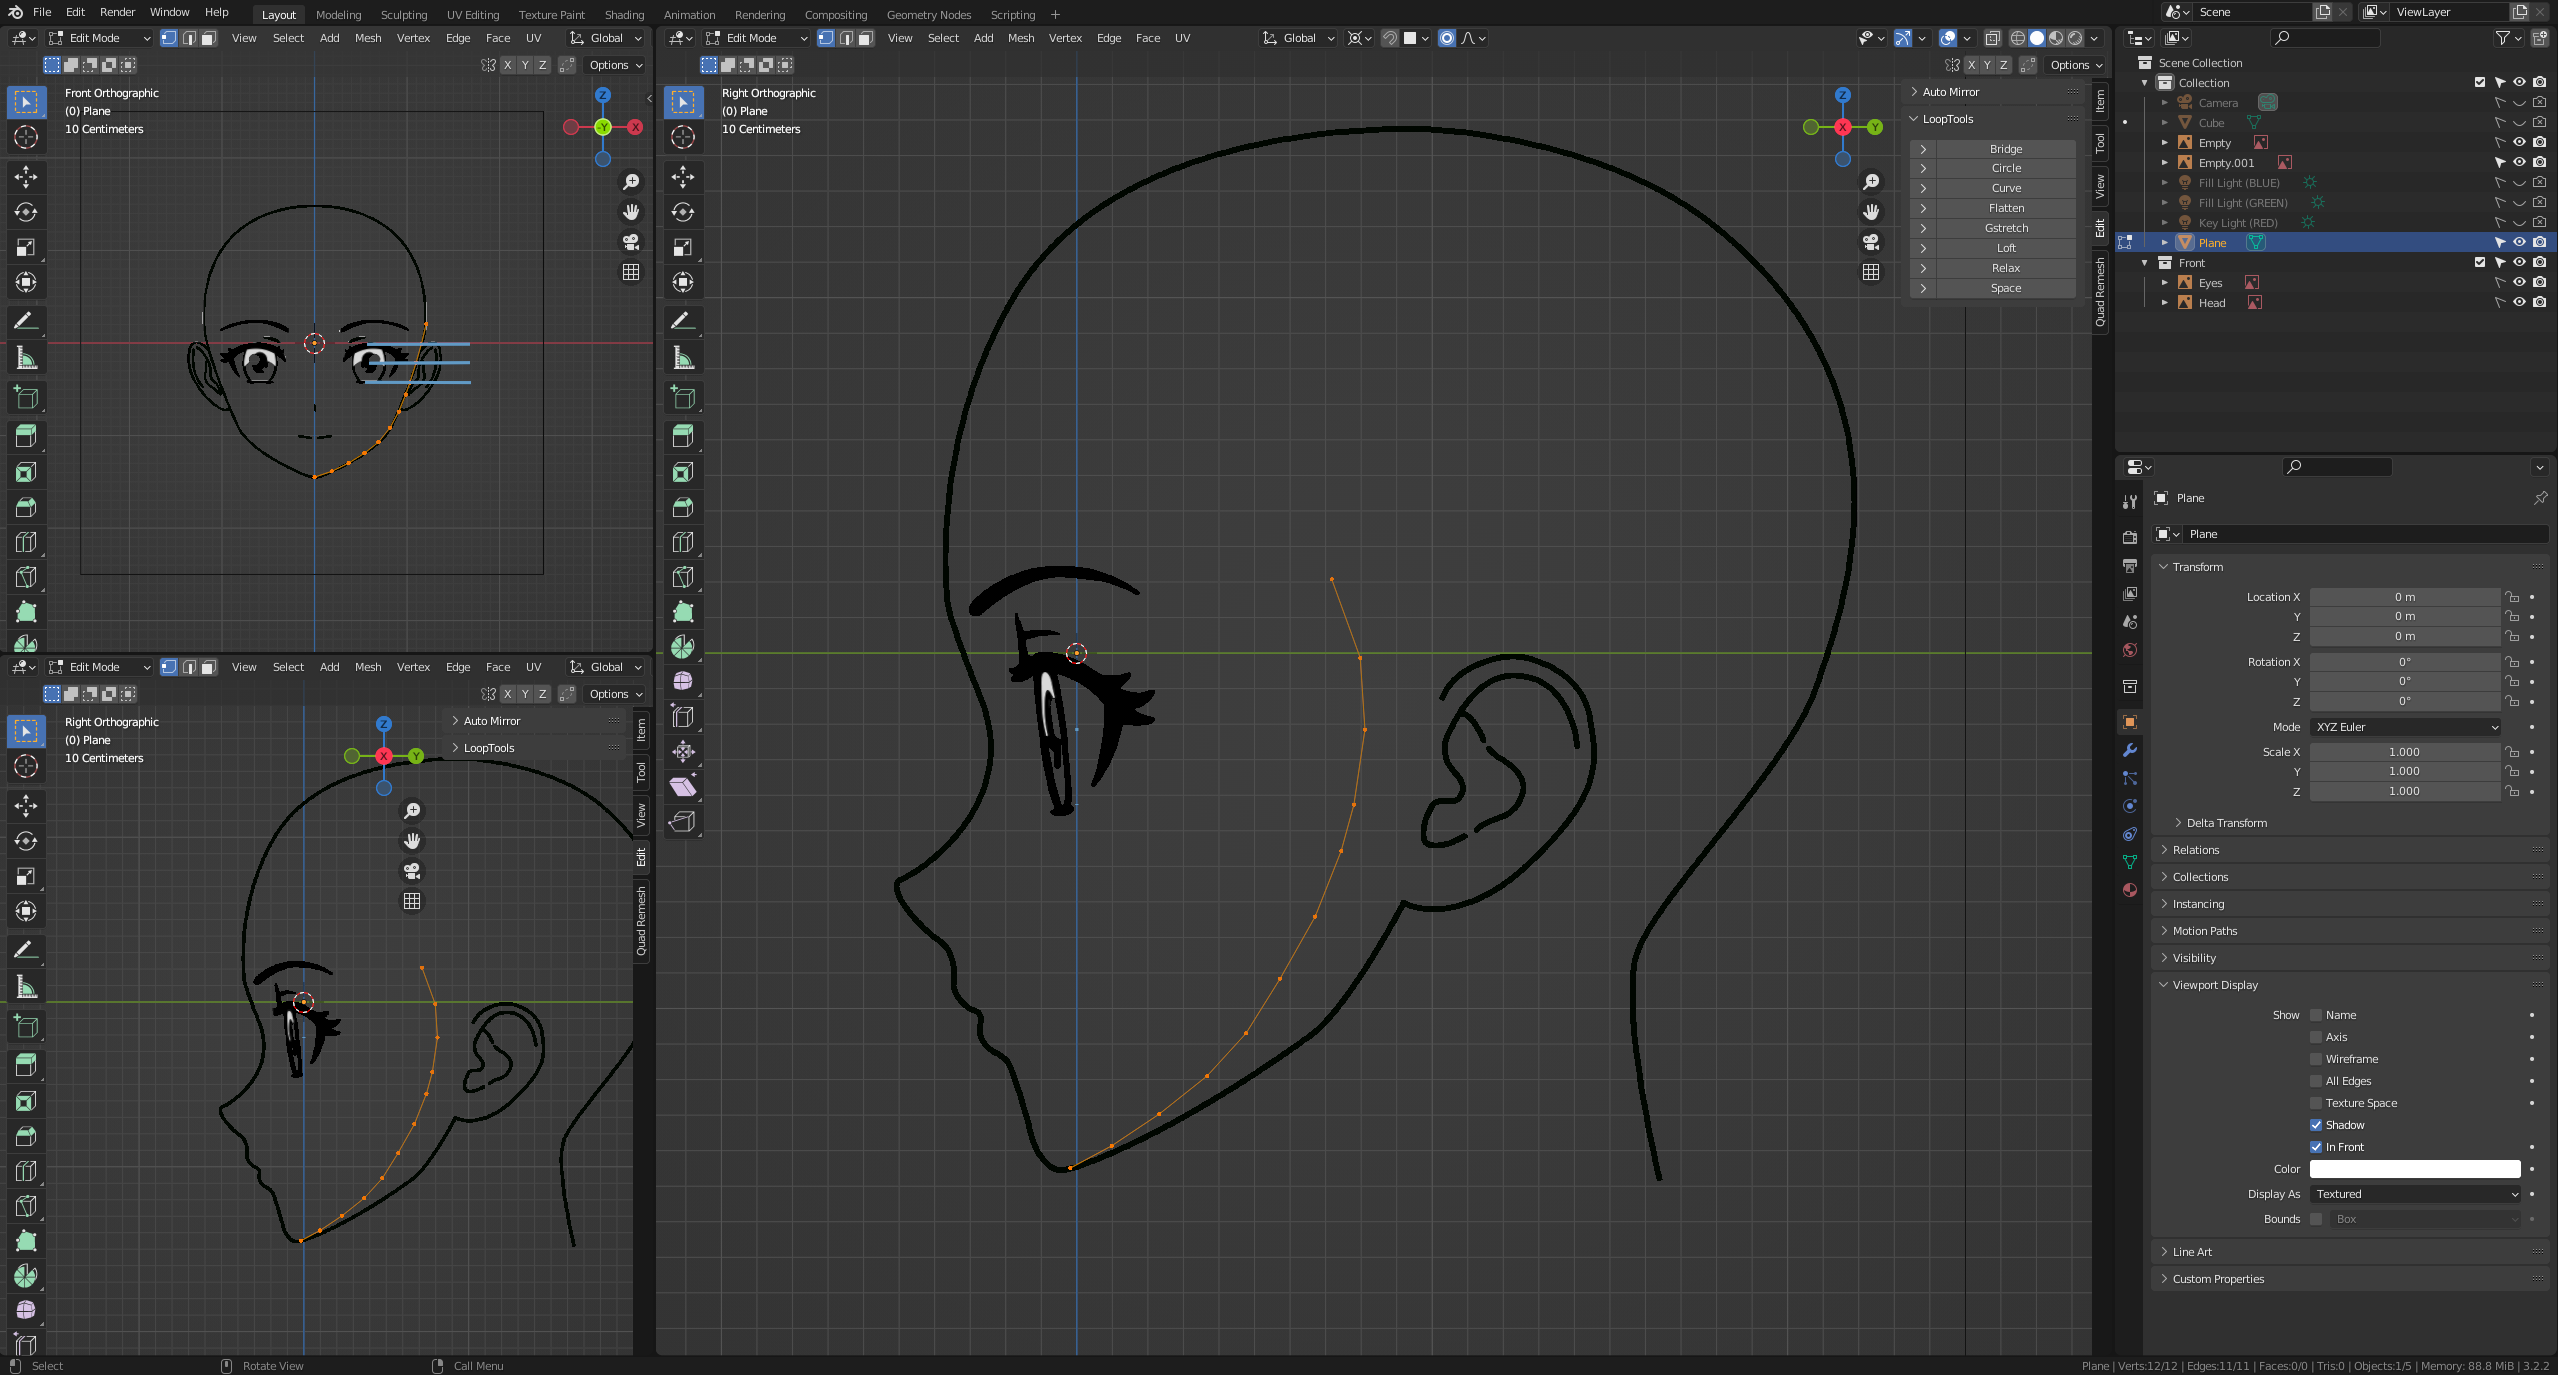 File Edit Render Window Help Layout Modeling Sculpting UV Editing Texture Paint Shading Animation Rendering Compositing Geometry Nodes Scripting + Scene ViewLayer
Edit Mode View Select Add Mesh Vertex Edge Face UV Global
X Y Z Options
Front Orthographic
(0) Plane
10 Centimeters
Z
-Y X
Edit Mode View Select Add Mesh Vertex Edge Face UV Global
X Y Z Options
Right Orthographic
(0) Plane
10 Centimeters
Z
X Y
Auto Mirror
LoopTools
Item
Tool
View
Edit
Quad Remesh
Edit Mode View Select Add Mesh Vertex Edge Face UV Global
X Y Z Options
Right Orthographic
(0) Plane
10 Centimeters
Z
X Y
Auto Mirror
LoopTools
Bridge
Circle
Curve
Flatten
Gstretch
Loft
Relax
Space
Item
Tool
View
Edit
Quad Remesh
Scene Collection
Collection
Camera
Cube
Empty
Empty.001
Fill Light (BLUE)
Fill Light (GREEN)
Key Light (RED)
Plane
Front
Eyes
Head
Plane
Plane
Transform
Location X 0 m
Y 0 m
Z 0 m
Rotation X 0°
Y 0°
Z 0°
Mode XYZ Euler
Scale X 1.000
Y 1.000
Z 1.000
Delta Transform
Relations
Collections
Instancing
Motion Paths
Visibility
Viewport Display
Show Name
Axis
Wireframe
All Edges
Texture Space
Shadow
In Front
Color
Display As Textured
Bounds Box
Line Art
Custom Properties
Select Rotate View Call Menu Plane | Verts:12/12 | Edges:11/11 | Faces:0/0 | Tris:0 | Objects:1/5 | Memory: 88.8 MiB | 3.2.2